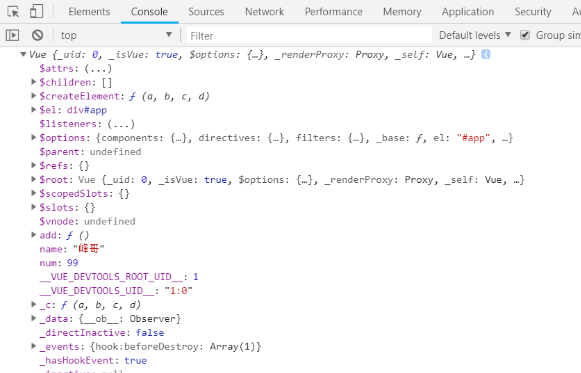 Elements Console Sources Network Performance Memory Application Security Au
top Filter Default levels Group sim
Vue {_uid: 0, _isVue: true, $options: {…}, _renderProxy: Proxy, _self: Vue, …}
$attrs: (...)
$children: []
$createElement: ƒ (a, b, c, d)
$el: div#app
$listeners: (...)
$options: {components: {…}, directives: {…}, filters: {…}, _base: ƒ, el: "#app", …}
$parent: undefined
$refs: {}
$root: Vue {_uid: 0, _isVue: true, $options: {…}, _renderProxy: Proxy, _self: Vue, …}
$scopedSlots: {}
$slots: {}
$vnode: undefined
add: ƒ ()
name: "峰哥"
num: 99
__VUE_DEVTOOLS_ROOT_UID__: 1
__VUE_DEVTOOLS_UID__: "1:0"
_c: ƒ (a, b, c, d)
_data: {__ob__: Observer}
_directInactive: false
_events: {hook:beforeDestroy: Array(1)}
_hasHookEvent: true